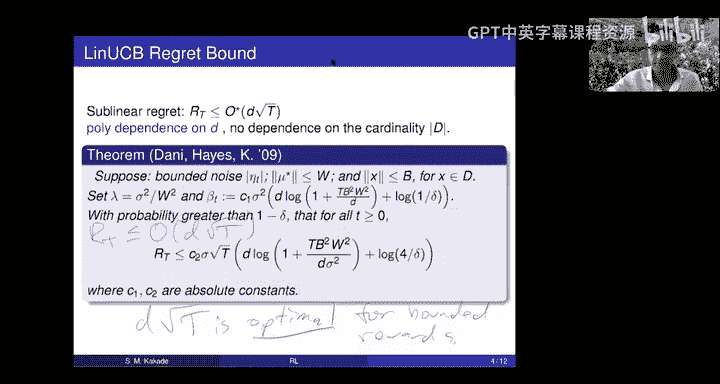 GPT中英字幕课程资源
bilibili
LinUCB Regret Bound
Sublinear regret: R_T ≤ O*(d√T)
poly dependence on d , no dependence on the cardinality |D|.
Theorem (Dani, Hayes, K. '09)
Suppose: bounded noise |η_t|; ‖μ*‖ ≤ W; and ‖x‖ ≤ B, for x ∈ D.
Set λ = σ²/W² and β_t := c₁σ²(d log(1 + TB²W²/d) + log(1/δ)).
With probability greater than 1 − δ, that for all t ≥ 0,
R_T ≤ O(d√T)
R_T ≤ c₂σ√T (d log(1 + TB²W²/dσ²) + log(4/δ))
where c₁, c₂ are absolute constants.
d√T is optimal for bounded
rewards.
S. M. Kakade
RL
4 / 12